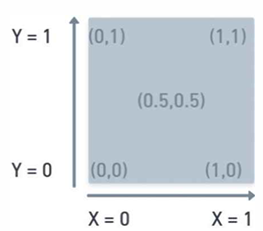 Y = 1 (0,1) (1,1)
(0.5,0.5)
Y = 0 (0,0) (1,0)
X = 0 X = 1